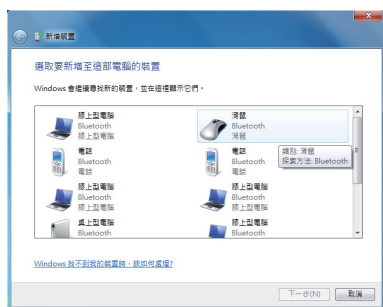 新增裝置
選取要新增至這部電腦的裝置
Windows 會繼續尋找新的裝置，並在這裡顯示它們。
膝上型電腦
Bluetooth
膝上型電腦
滑鼠
Bluetooth
滑鼠
電話
Bluetooth
電話
電話
Bluetooth
電話
類別: 滑鼠
探索方法: Bluetooth
膝上型電腦
Bluetooth
膝上型電腦
膝上型電腦
Bluetooth
膝上型電腦
桌上型電腦
Bluetooth
膝上型電腦
Bluetooth
Windows 找不到我的裝置時，該如何處理?
下一步(N)
取消